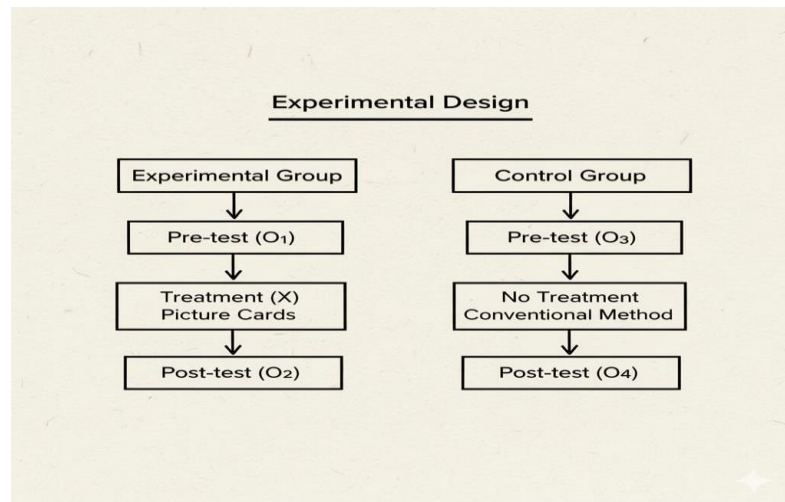 Experimental Design
Experimental Group
Pre-test (O₁)
Treatment (X)
Picture Cards
Post-test (O₂)
Control Group
Pre-test (O₃)
No Treatment
Conventional Method
Post-test (O₄)